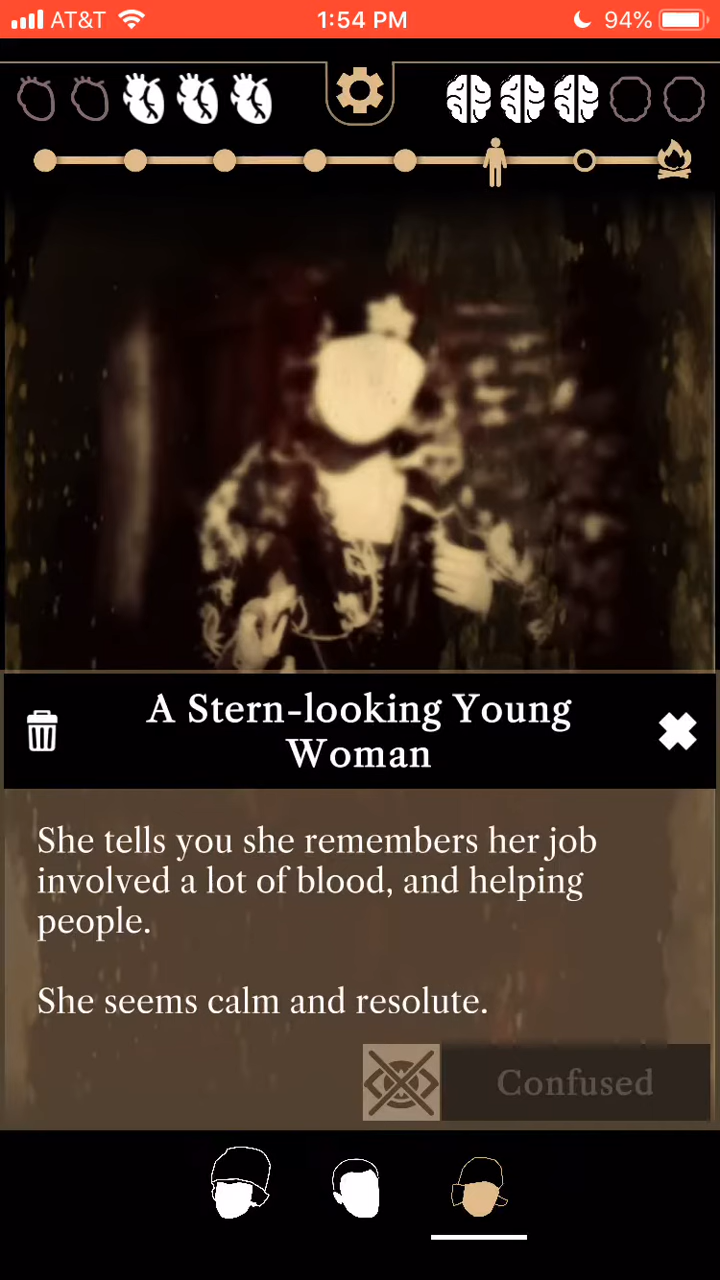 AT&T 1:54 PM 94%
A Stern-looking Young
Woman
She tells you she remembers her job
involved a lot of blood, and helping
people.
She seems calm and resolute.
Confused